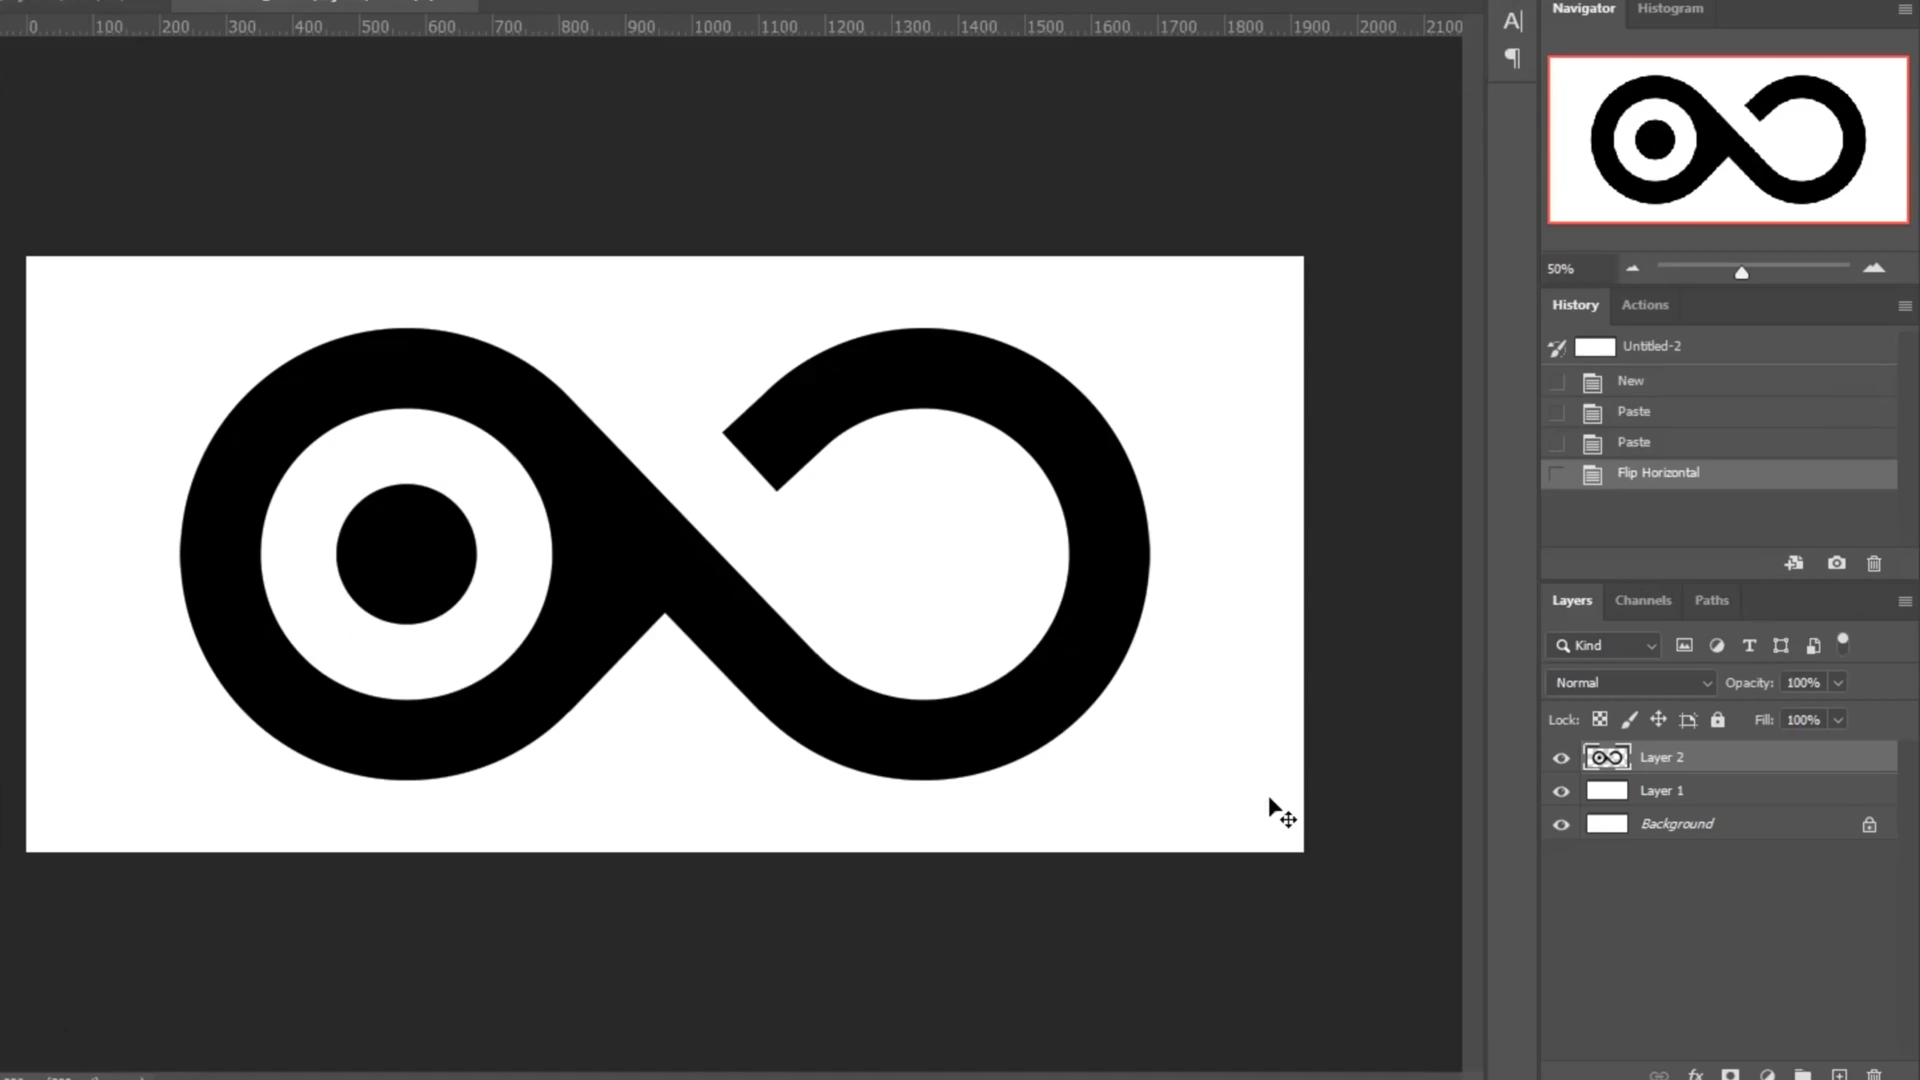 0 100 200 300 400 500 600 700 800 900 1000 1100 1200 1300 1400 1500 1600 1700 1800 1900 2000 2100
A
¶
Navigator Histogram
50%
History Actions
Untitled-2
New
Paste
Paste
Flip Horizontal
Layers Channels Paths
Kind
T
Normal Opacity: 100%
Lock: Fill: 100%
Layer 2
Layer 1
Background
fx